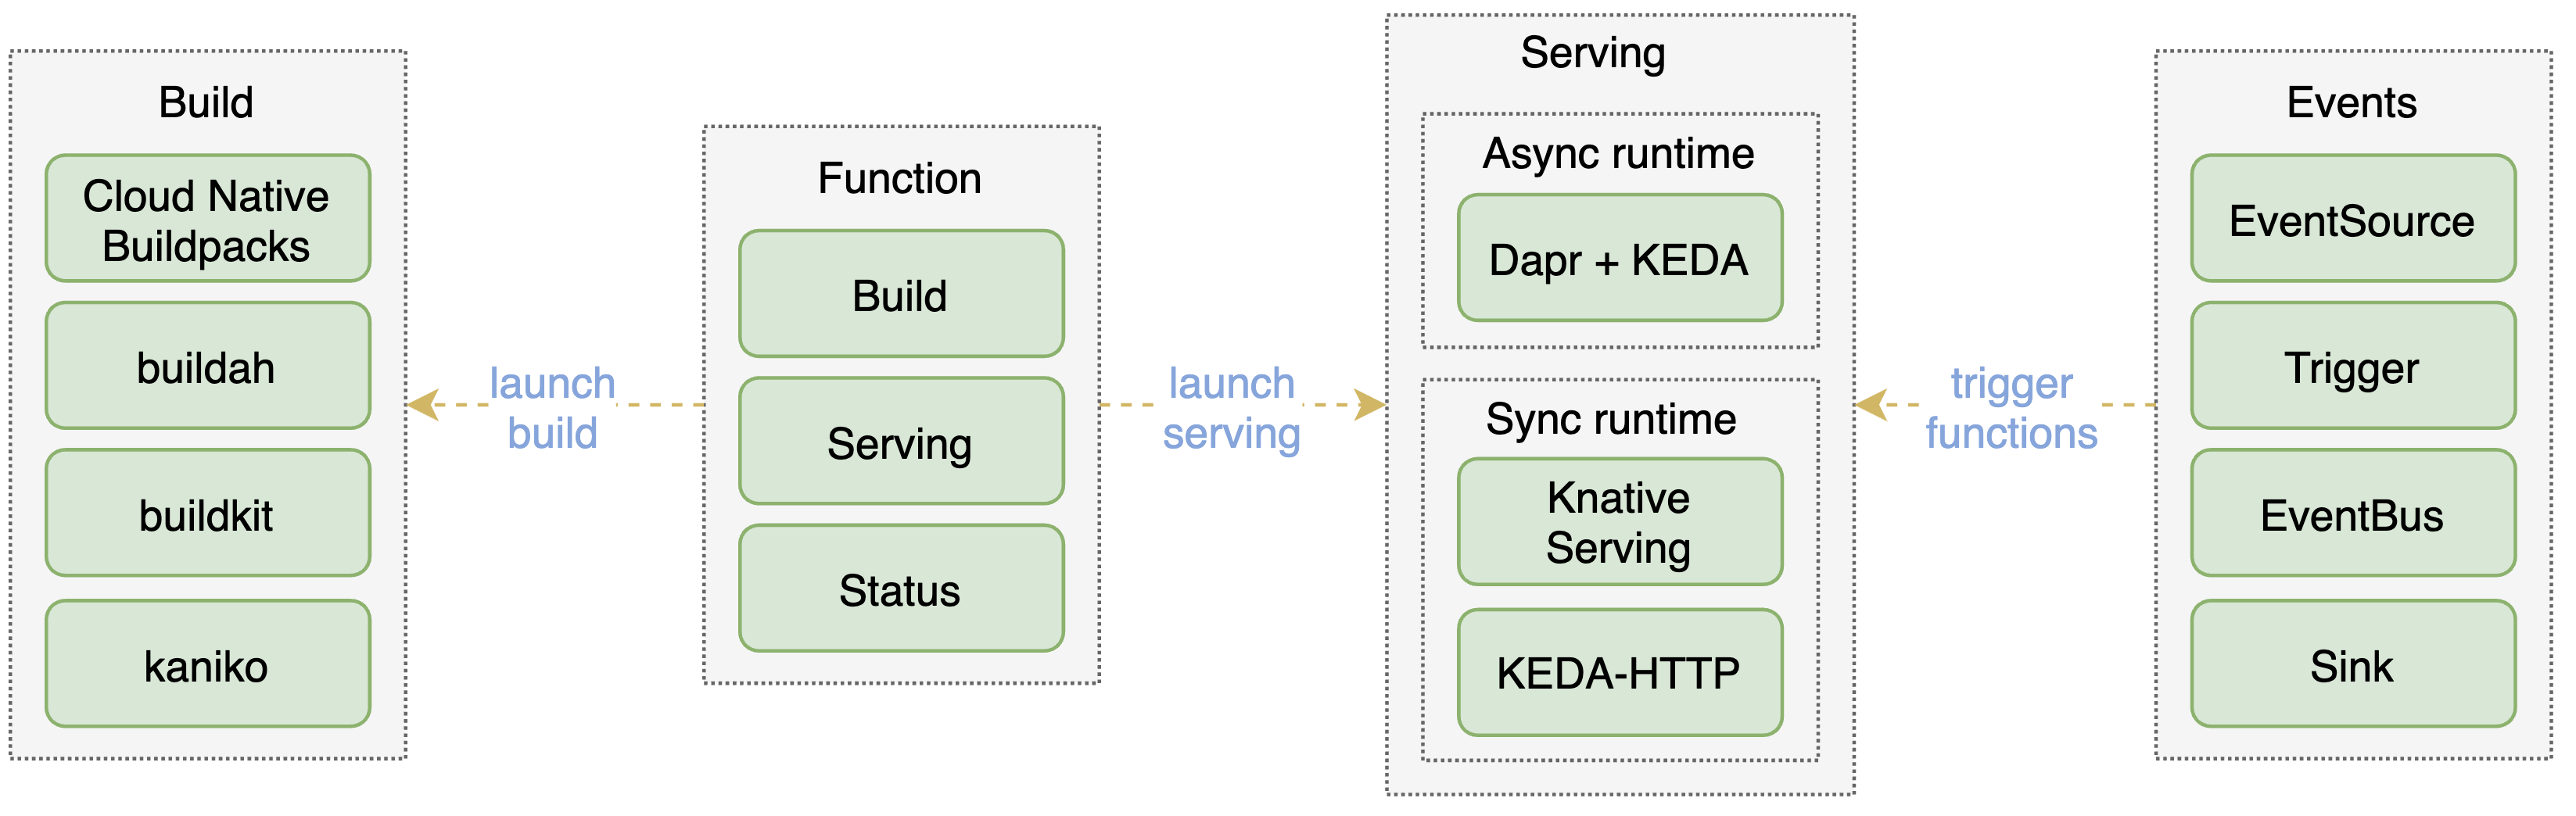 Build
Cloud Native
Buildpacks
buildah
buildkit
kaniko
launch
build
Function
Build
Serving
Status
launch
serving
Serving
Async runtime
Dapr + KEDA
Sync runtime
Knative
Serving
KEDA-HTTP
trigger
functions
Events
EventSource
Trigger
EventBus
Sink